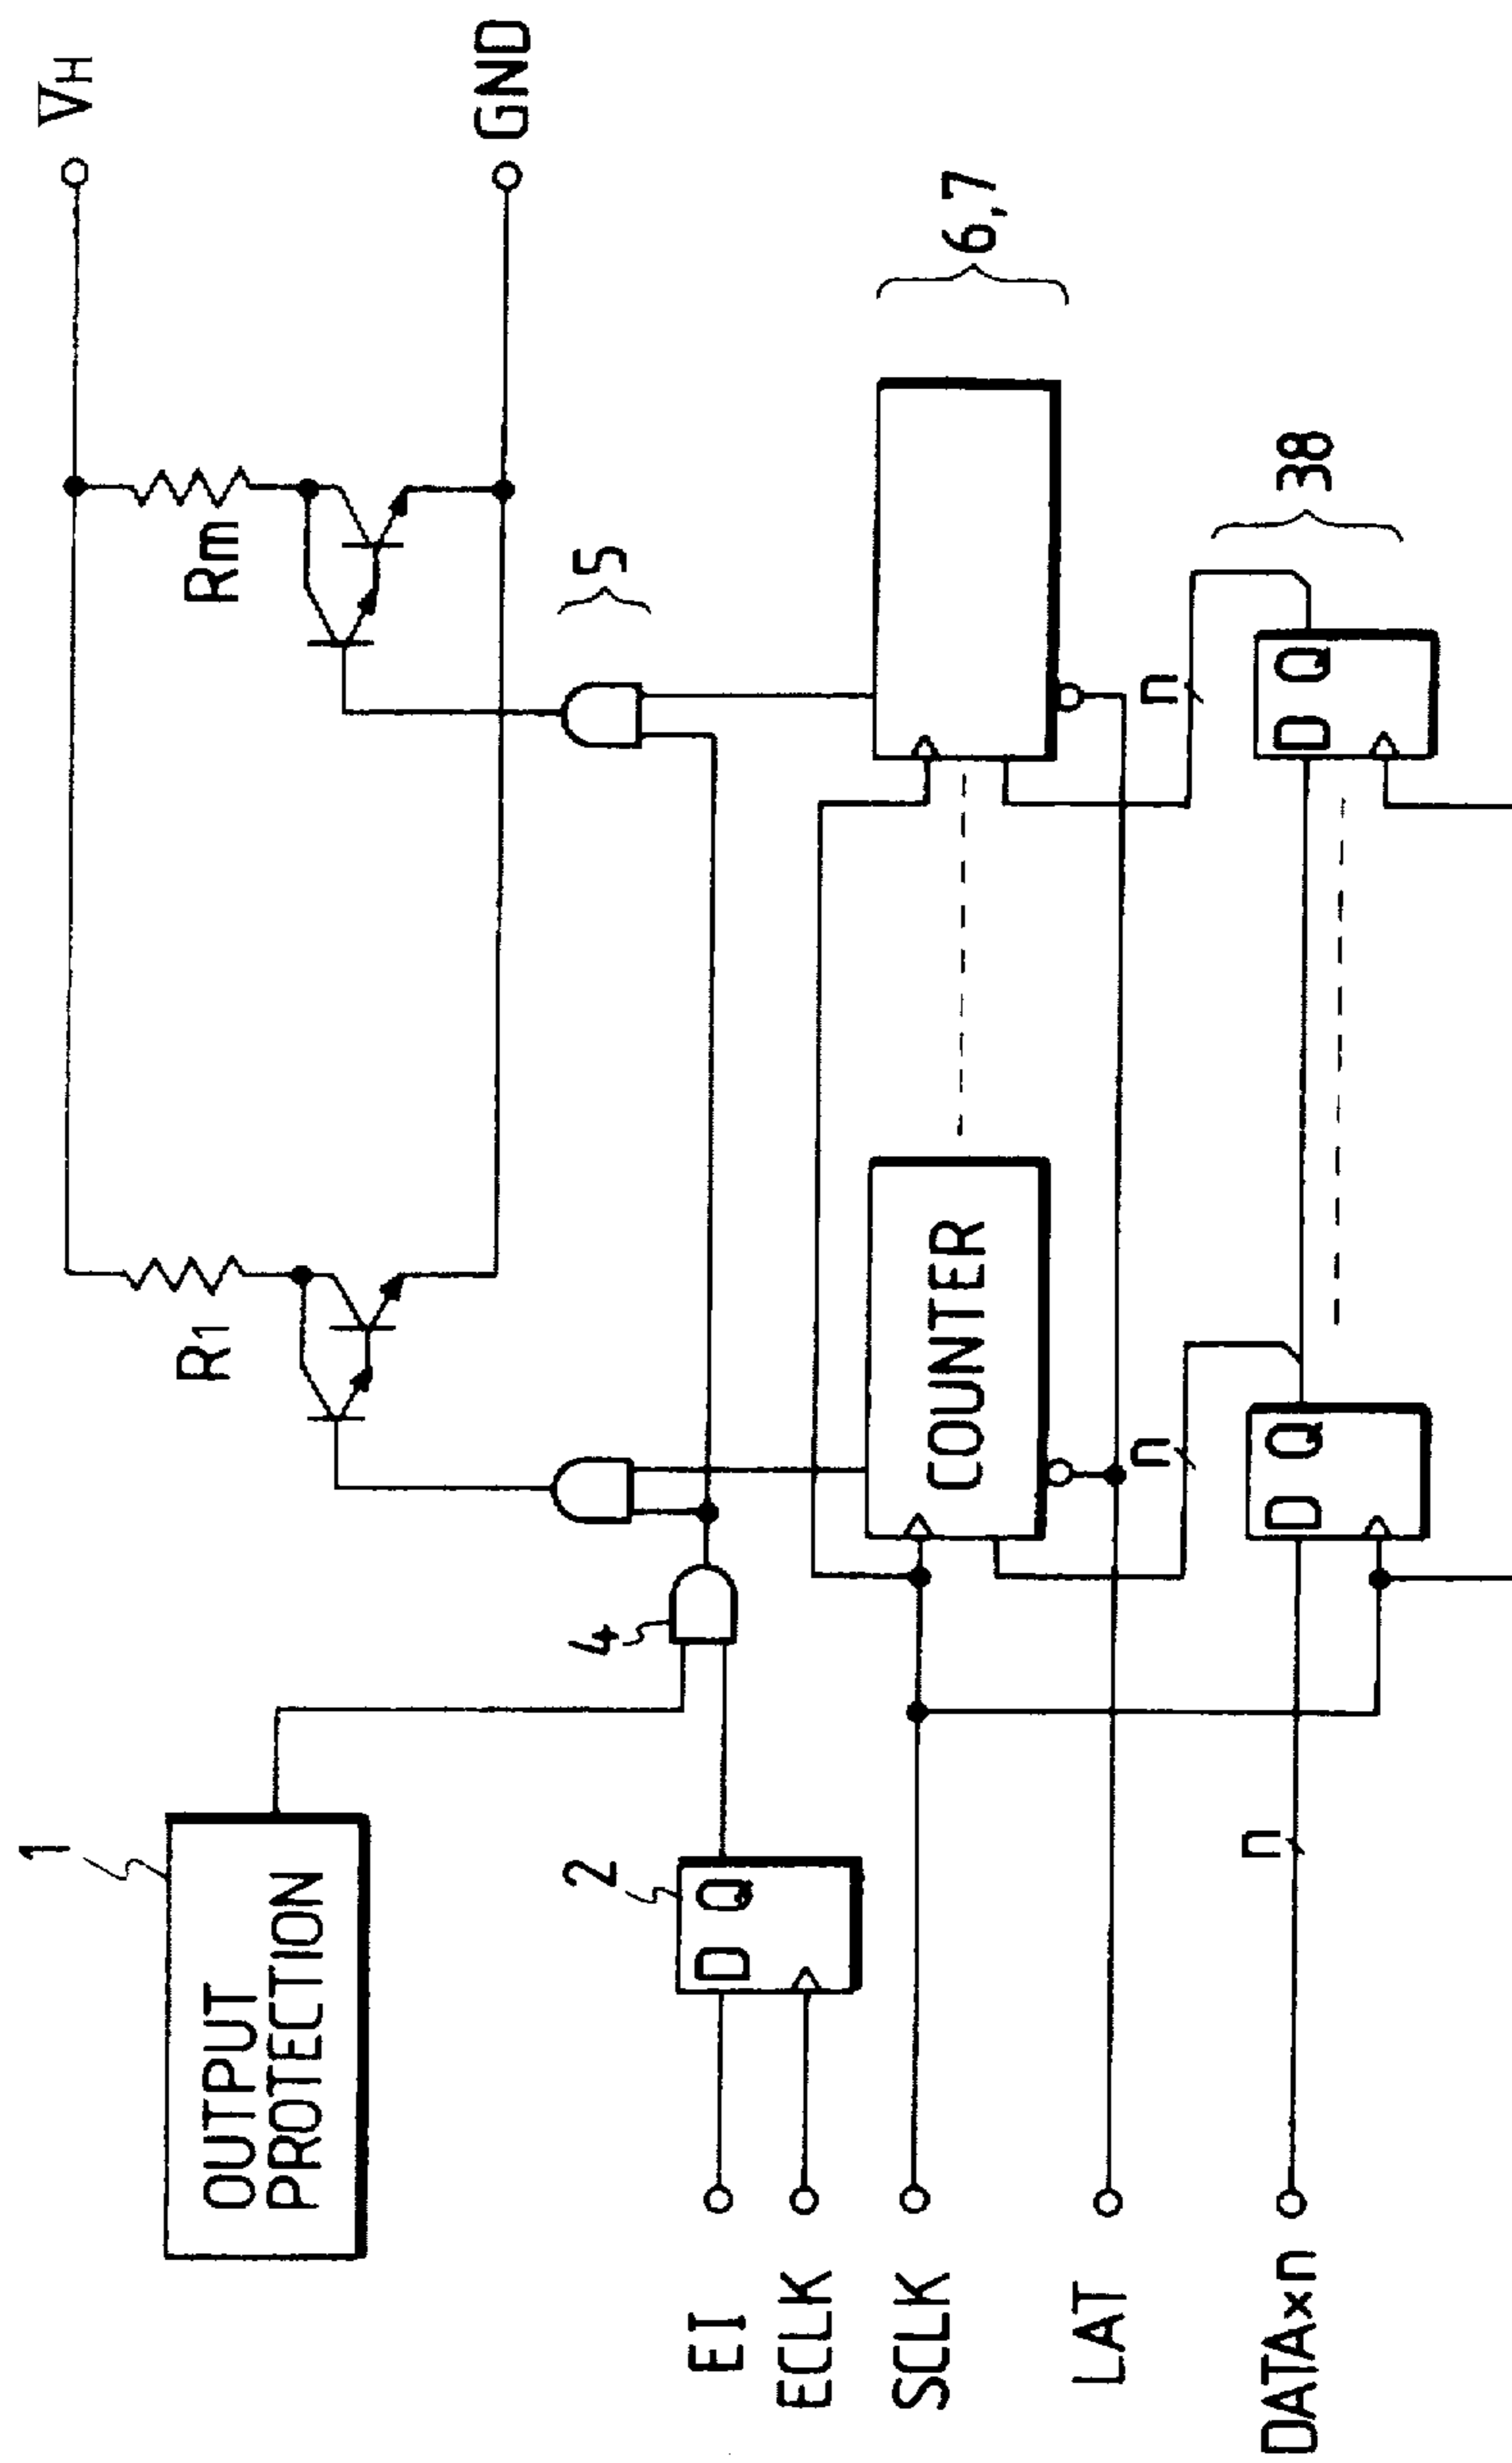 VH
GND
1
OUTPUT
PROTECTION
R1
Rm
4
5
EI
ECLK
2
D Q
SCLK
COUNTER
6,7
LAT
n
n
DATA×n
n
D Q
D Q
38